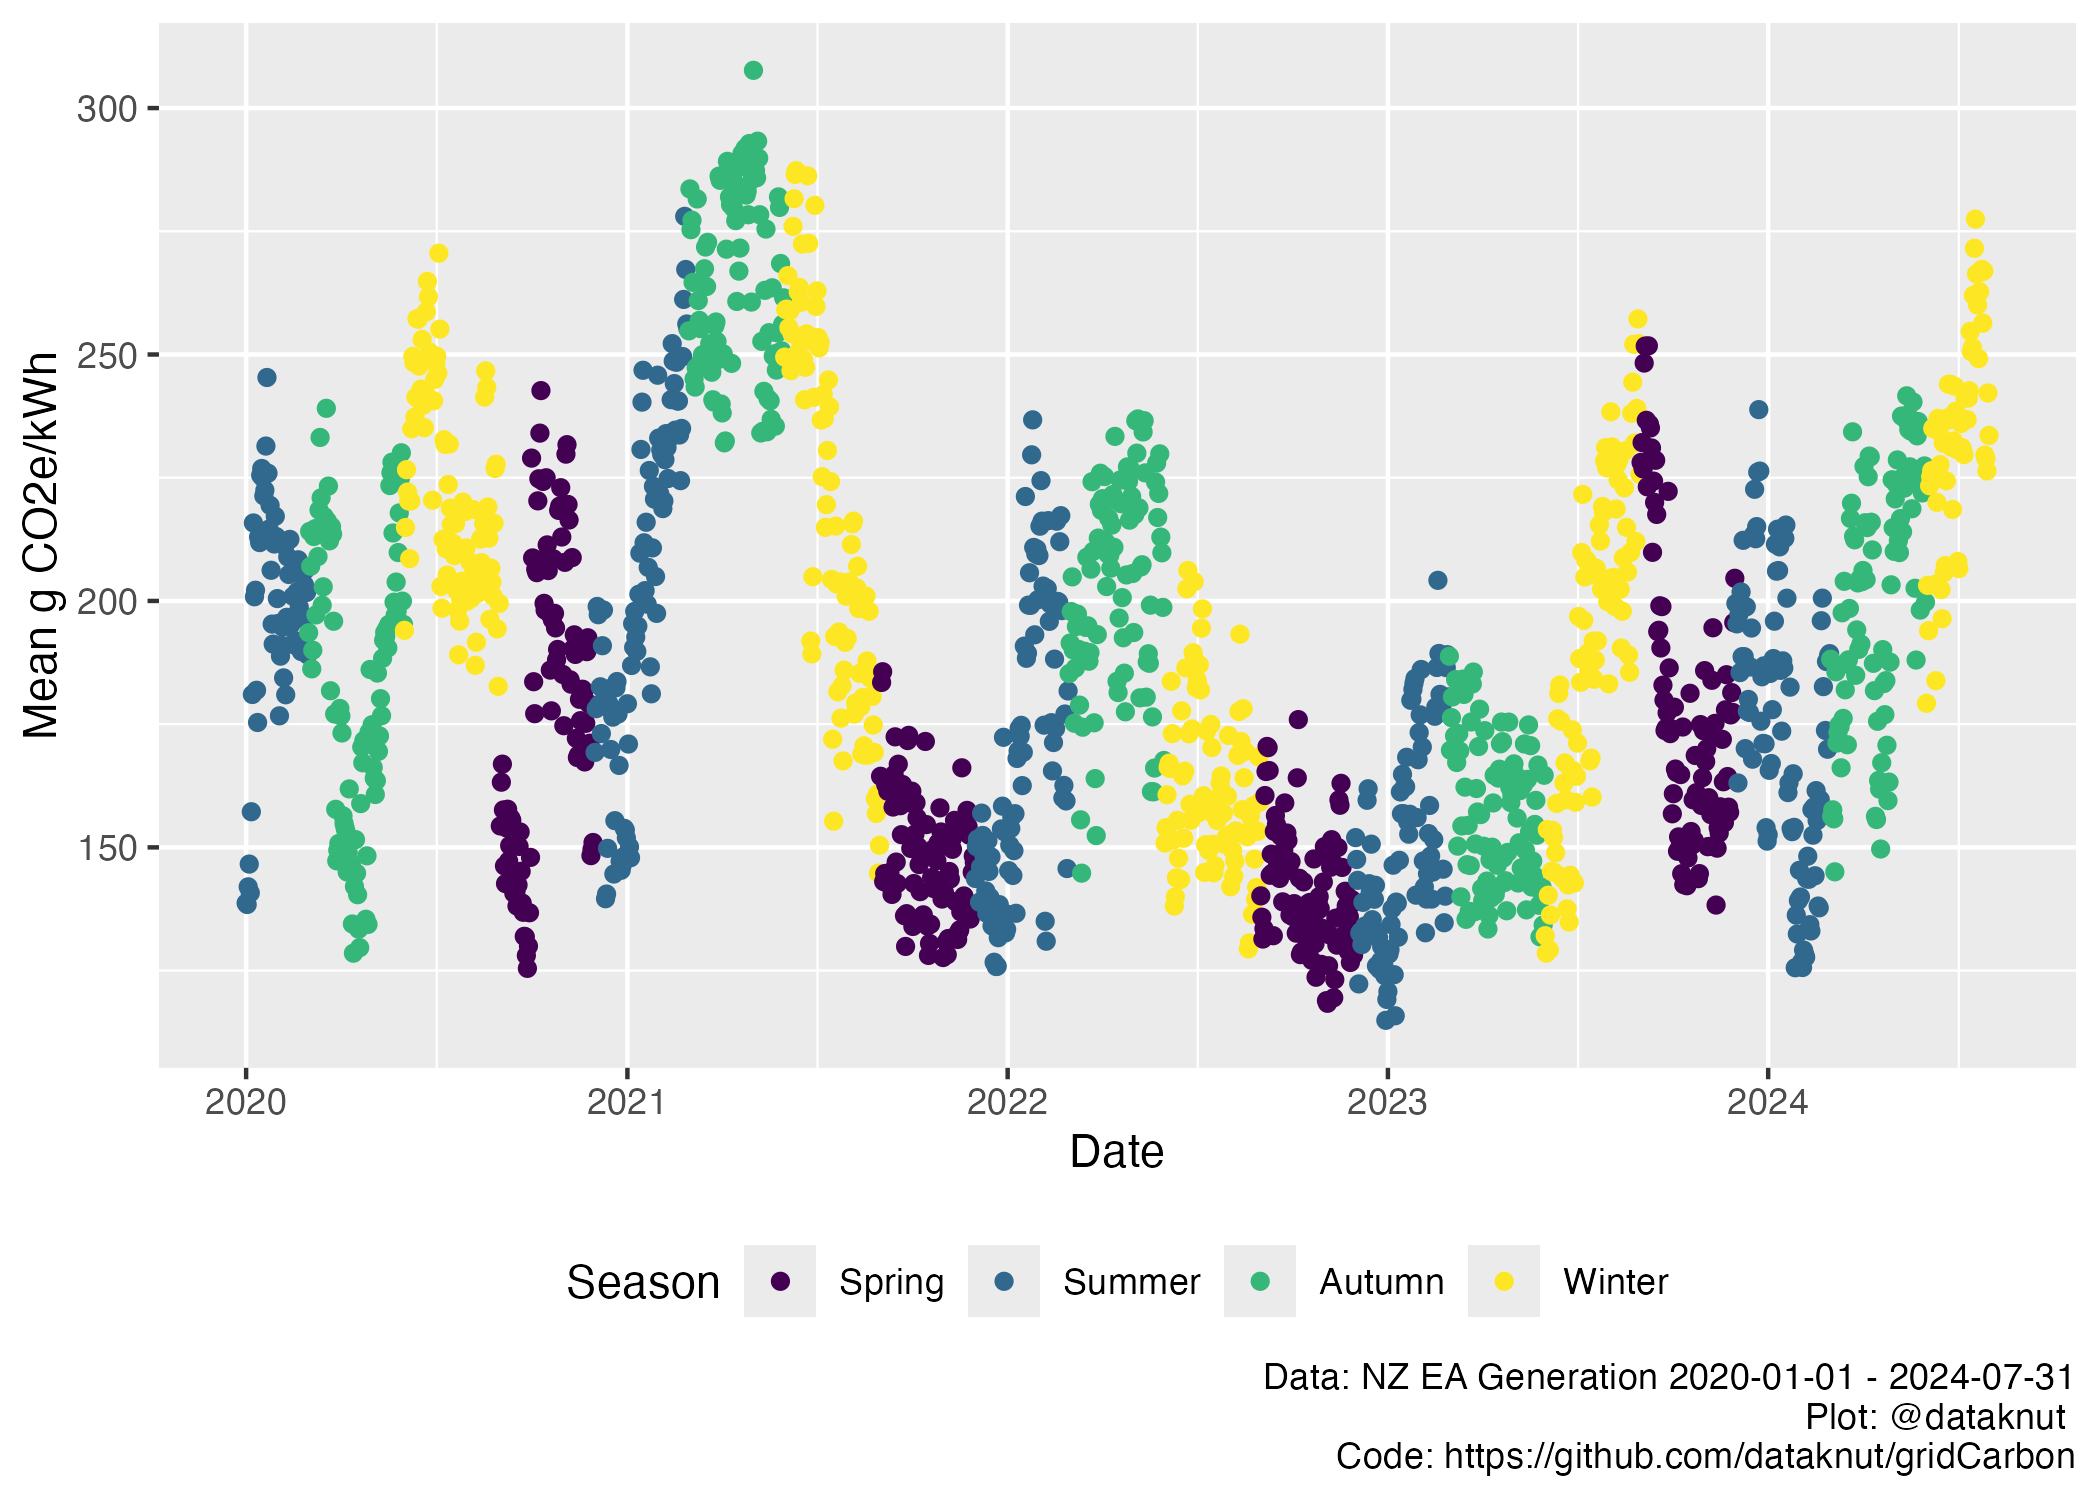 300
250
200
150
Mean g CO2e/kWh
2020 2021 2022 2023 2024
Date
Season Spring Summer Autumn Winter
Data: NZ EA Generation 2020-01-01 - 2024-07-31
Plot: @dataknut
Code: https://github.com/dataknut/gridCarbon